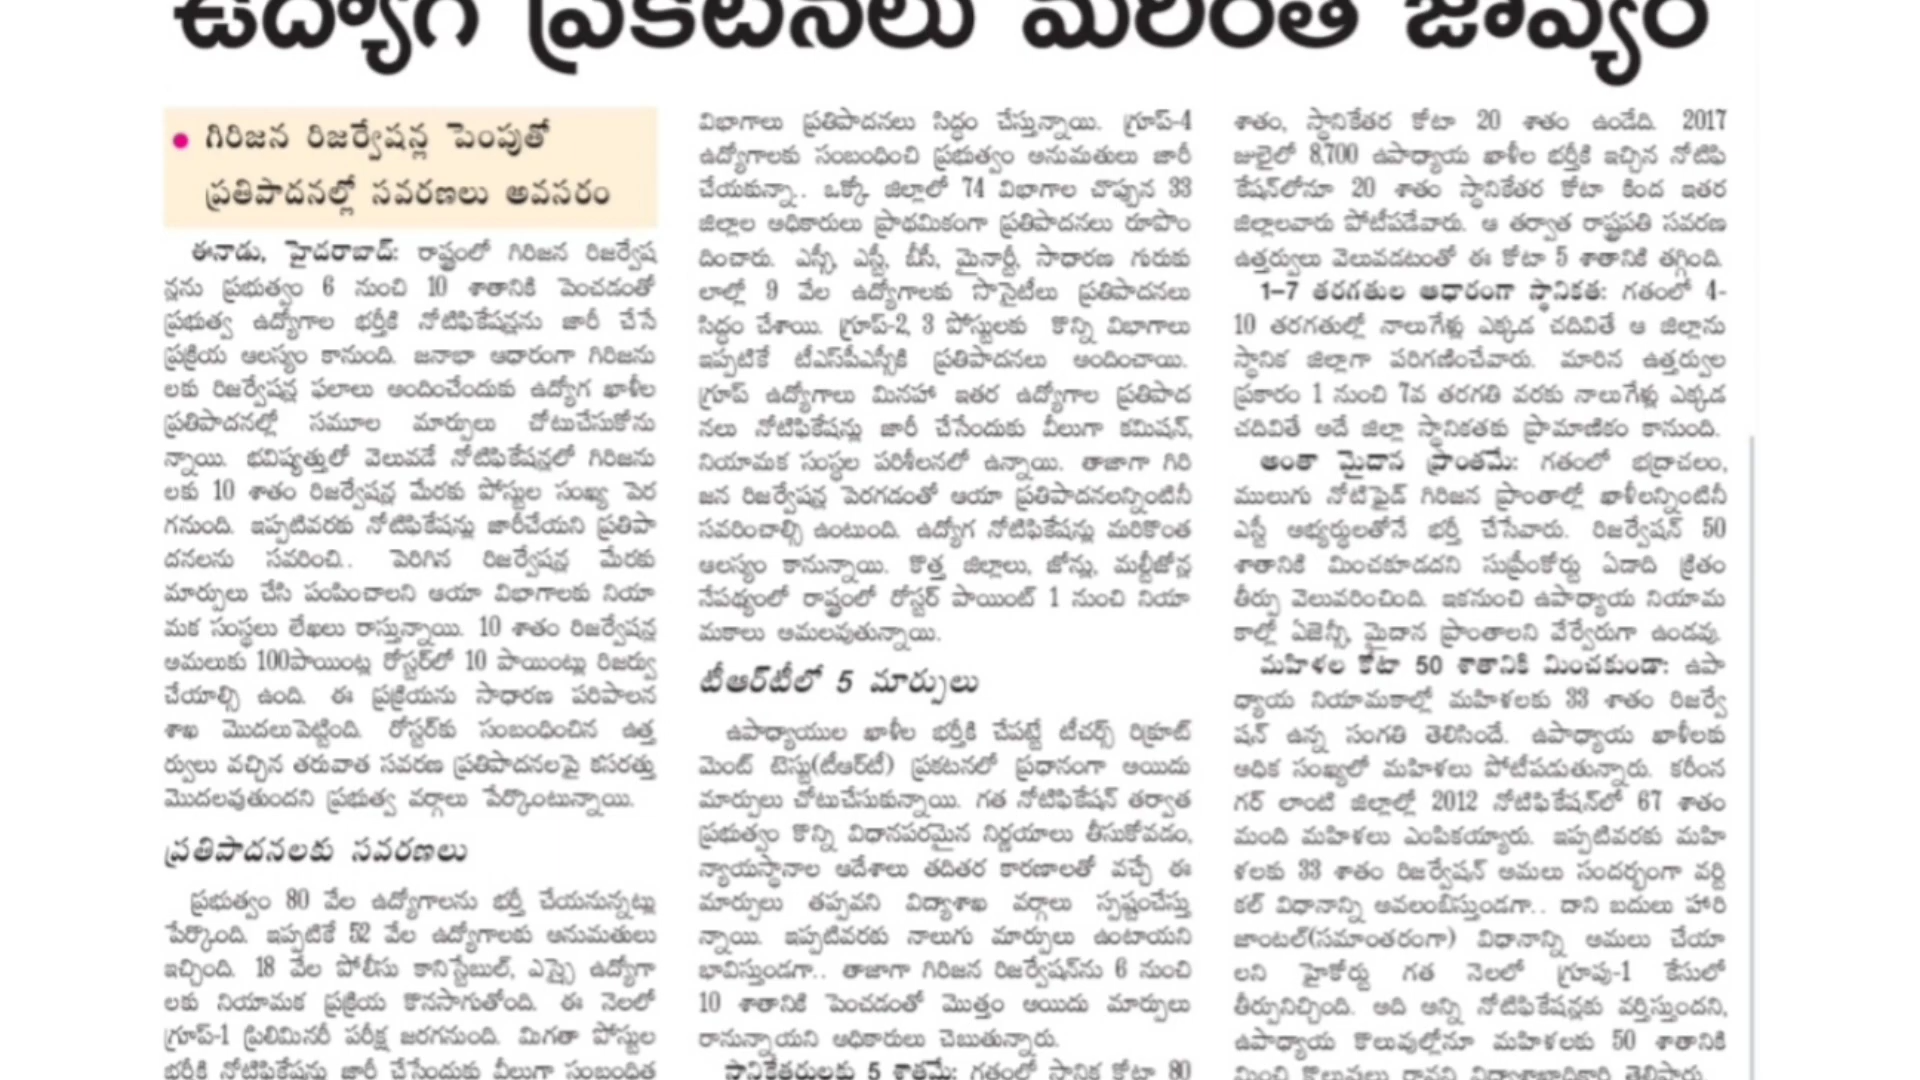 ఉద్యోగ ప్రకటనలు మరింత జాప్యం
• గిరిజన రిజర్వేషన్ల పెంపుతో
ప్రతిపాదనల్లో సవరణలు అవసరం
ఈనాడు, హైదరాబాద్: రాష్ట్రంలో గిరిజన రిజర్వేష
న్లను ప్రభుత్వం 6 నుంచి 10 శాతానికి పెంచడంతో
ప్రభుత్వ ఉద్యోగాల భర్తీకి నోటిఫికేషన్లను జారీ చేసే
ప్రక్రియ ఆలస్యం కానుంది. జనాభా ఆధారంగా గిరిజను
లకు రిజర్వేషన్ల ఫలాలు అందించేందుకు ఉద్యోగ ఖాళీల
ప్రతిపాదనల్లో సమూల మార్పులు చోటుచేసుకోను
న్నాయి. భవిష్యత్తులో వెలువడే నోటిఫికేషన్లలో గిరిజను
లకు 10 శాతం రిజర్వేషన్ల మేరకు పోస్టుల సంఖ్య పెర
గనుంది. ఇప్పటివరకు నోటిఫికేషన్లు జారీచేయని ప్రతిపా
దనలను సవరించి.. పెరిగిన రిజర్వేషన్ల మేరకు
మార్పులు చేసి పంపించాలని ఆయా విభాగాలకు నియా
మక సంస్థలు లేఖలు రాస్తున్నాయి. 10 శాతం రిజర్వేషన్ల
అమలుకు 100పాయింట్ల రోస్టర్‌లో 10 పాయింట్లు రిజర్వు
చేయాల్సి ఉంది. ఈ ప్రక్రియను సాధారణ పరిపాలన
శాఖ మొదలుపెట్టింది. రోస్టర్‌కు సంబంధించిన ఉత్త
ర్వులు వచ్చిన తరువాత సవరణ ప్రతిపాదనలపై కసరత్తు
మొదలవుతుందని ప్రభుత్వ వర్గాలు పేర్కొంటున్నాయి.
ప్రతిపాదనలకు సవరణలు
ప్రభుత్వం 80 వేల ఉద్యోగాలను భర్తీ చేయనున్నట్లు
పేర్కొంది. ఇప్పటికే 52 వేల ఉద్యోగాలకు అనుమతులు
ఇచ్చింది. 18 వేల పోలీసు కానిస్టేబుల్, ఎస్సై ఉద్యోగా
లకు నియామక ప్రక్రియ కొనసాగుతోంది. ఈ నెలలో
గ్రూప్-1 ప్రిలిమినరీ పరీక్ష జరగనుంది. మిగతా పోస్టుల
భర్తీకి నోటిఫికేషన్లు జారీ చేసేందుకు వీలుగా సంబంధిత
విభాగాలు ప్రతిపాదనలు సిద్ధం చేస్తున్నాయి. గ్రూప్-4
ఉద్యోగాలకు సంబంధించి ప్రభుత్వం అనుమతులు జారీ
చేయకున్నా.. ఒక్కో జిల్లాలో 74 విభాగాల చొప్పున 33
జిల్లాల అధికారులు ప్రాథమికంగా ప్రతిపాదనలు రూపొం
దించారు. ఎస్సీ, ఎస్టీ, బీసీ, మైనార్టీ, సాధారణ గురుకు
లాల్లో 9 వేల ఉద్యోగాలకు సొసైటీలు ప్రతిపాదనలు
సిద్ధం చేశాయి. గ్రూప్-2, 3 పోస్టులకు కొన్ని విభాగాలు
ఇప్పటికే టీఎస్‌పీఎస్సీకి ప్రతిపాదనలు అందించాయి.
గ్రూప్ ఉద్యోగాలు మినహా ఇతర ఉద్యోగాల ప్రతిపాద
నలు నోటిఫికేషన్లు జారీ చేసేందుకు వీలుగా కమిషన్,
నియామక సంస్థల పరిశీలనలో ఉన్నాయి. తాజాగా గిరి
జన రిజర్వేషన్ల పెరగడంతో ఆయా ప్రతిపాదనలన్నింటినీ
సవరించాల్సి ఉంటుంది. ఉద్యోగ నోటిఫికేషన్లు మరికొంత
ఆలస్యం కానున్నాయి. కొత్త జిల్లాలు, జోన్లు, మల్టీజోన్ల
నేపథ్యంలో రాష్ట్రంలో రోస్టర్ పాయింట్ 1 నుంచి నియా
మకాలు అమలవుతున్నాయి.
టీఆర్‌టీలో 5 మార్పులు
ఉపాధ్యాయుల ఖాళీల భర్తీకి చేపట్టే టీచర్స్ రిక్రూట్
మెంట్ టెస్టు(టీఆర్‌టీ) ప్రకటనలో ప్రధానంగా అయిదు
మార్పులు చోటుచేసుకున్నాయి. గత నోటిఫికేషన్ తర్వాత
ప్రభుత్వం కొన్ని విధానపరమైన నిర్ణయాలు తీసుకోవడం,
న్యాయస్థానాల ఆదేశాలు తదితర కారణాలతో వచ్చే ఈ
మార్పులు తప్పవని విద్యాశాఖ వర్గాలు స్పష్టంచేస్తు
న్నాయి. ఇప్పటివరకు నాలుగు మార్పులు ఉంటాయని
భావిస్తుండగా.. తాజాగా గిరిజన రిజర్వేషన్‌ను 6 నుంచి
10 శాతానికి పెంచడంతో మొత్తం అయిదు మార్పులు
రానున్నాయని అధికారులు చెబుతున్నారు.
స్థానికేతరులకు 5 శాతమే: గతంలో స్థానిక కోటా 80
శాతం, స్థానికేతర కోటా 20 శాతం ఉండేది. 2017
జులైలో 8,700 ఉపాధ్యాయ ఖాళీల భర్తీకి ఇచ్చిన నోటిఫి
కేషన్‌లోనూ 20 శాతం స్థానికేతర కోటా కింద ఇతర
జిల్లాలవారు పోటీపడేవారు. ఆ తర్వాత రాష్ట్రపతి సవరణ
ఉత్తర్వులు వెలువడటంతో ఈ కోటా 5 శాతానికి తగ్గింది.
1-7 తరగతుల ఆధారంగా స్థానికత: గతంలో 4-
10 తరగతుల్లో నాలుగేళ్లు ఎక్కడ చదివితే ఆ జిల్లాను
స్థానిక జిల్లాగా పరిగణించేవారు. మారిన ఉత్తర్వుల
ప్రకారం 1 నుంచి 7వ తరగతి వరకు నాలుగేళ్లు ఎక్కడ
చదివితే అదే జిల్లా స్థానికతకు ప్రామాణికం కానుంది.
అంతా మైదాన ప్రాంతమే: గతంలో భద్రాచలం,
ములుగు నోటిఫైడ్ గిరిజన ప్రాంతాల్లో ఖాళీలన్నింటినీ
ఎస్టీ అభ్యర్థులతోనే భర్తీ చేసేవారు. రిజర్వేషన్ 50
శాతానికి మించకూడదని సుప్రీంకోర్టు ఏడాది క్రితం
తీర్పు వెలువరించింది. ఇకనుంచి ఉపాధ్యాయ నియామ
కాల్లో ఏజెన్సీ, మైదాన ప్రాంతాలని వేర్వేరుగా ఉండవు.
మహిళల కోటా 50 శాతానికి మించకుండా: ఉపా
ధ్యాయ నియామకాల్లో మహిళలకు 33 శాతం రిజర్వే
షన్ ఉన్న సంగతి తెలిసిందే. ఉపాధ్యాయ ఖాళీలకు
అధిక సంఖ్యలో మహిళలు పోటీపడుతున్నారు. కరీంన
గర్ లాంటి జిల్లాల్లో 2012 నోటిఫికేషన్‌లో 67 శాతం
మంది మహిళలు ఎంపికయ్యారు. ఇప్పటివరకు మహి
ళలకు 33 శాతం రిజర్వేషన్ అమలు సందర్భంగా వర్టి
కల్ విధానాన్ని అవలంబిస్తుండగా.. దాని బదులు హారి
జాంటల్(సమాంతరంగా) విధానాన్ని అమలు చేయా
లని హైకోర్టు గత నెలలో గ్రూపు-1 కేసులో
తీర్పునిచ్చింది. అది అన్ని నోటిఫికేషన్లకు వర్తిస్తుందని,
ఉపాధ్యాయ కొలువుల్లోనూ మహిళలకు 50 శాతానికి
మించి కొలువులు రావని విద్యాశాఖాధికారి తెలిపారు.